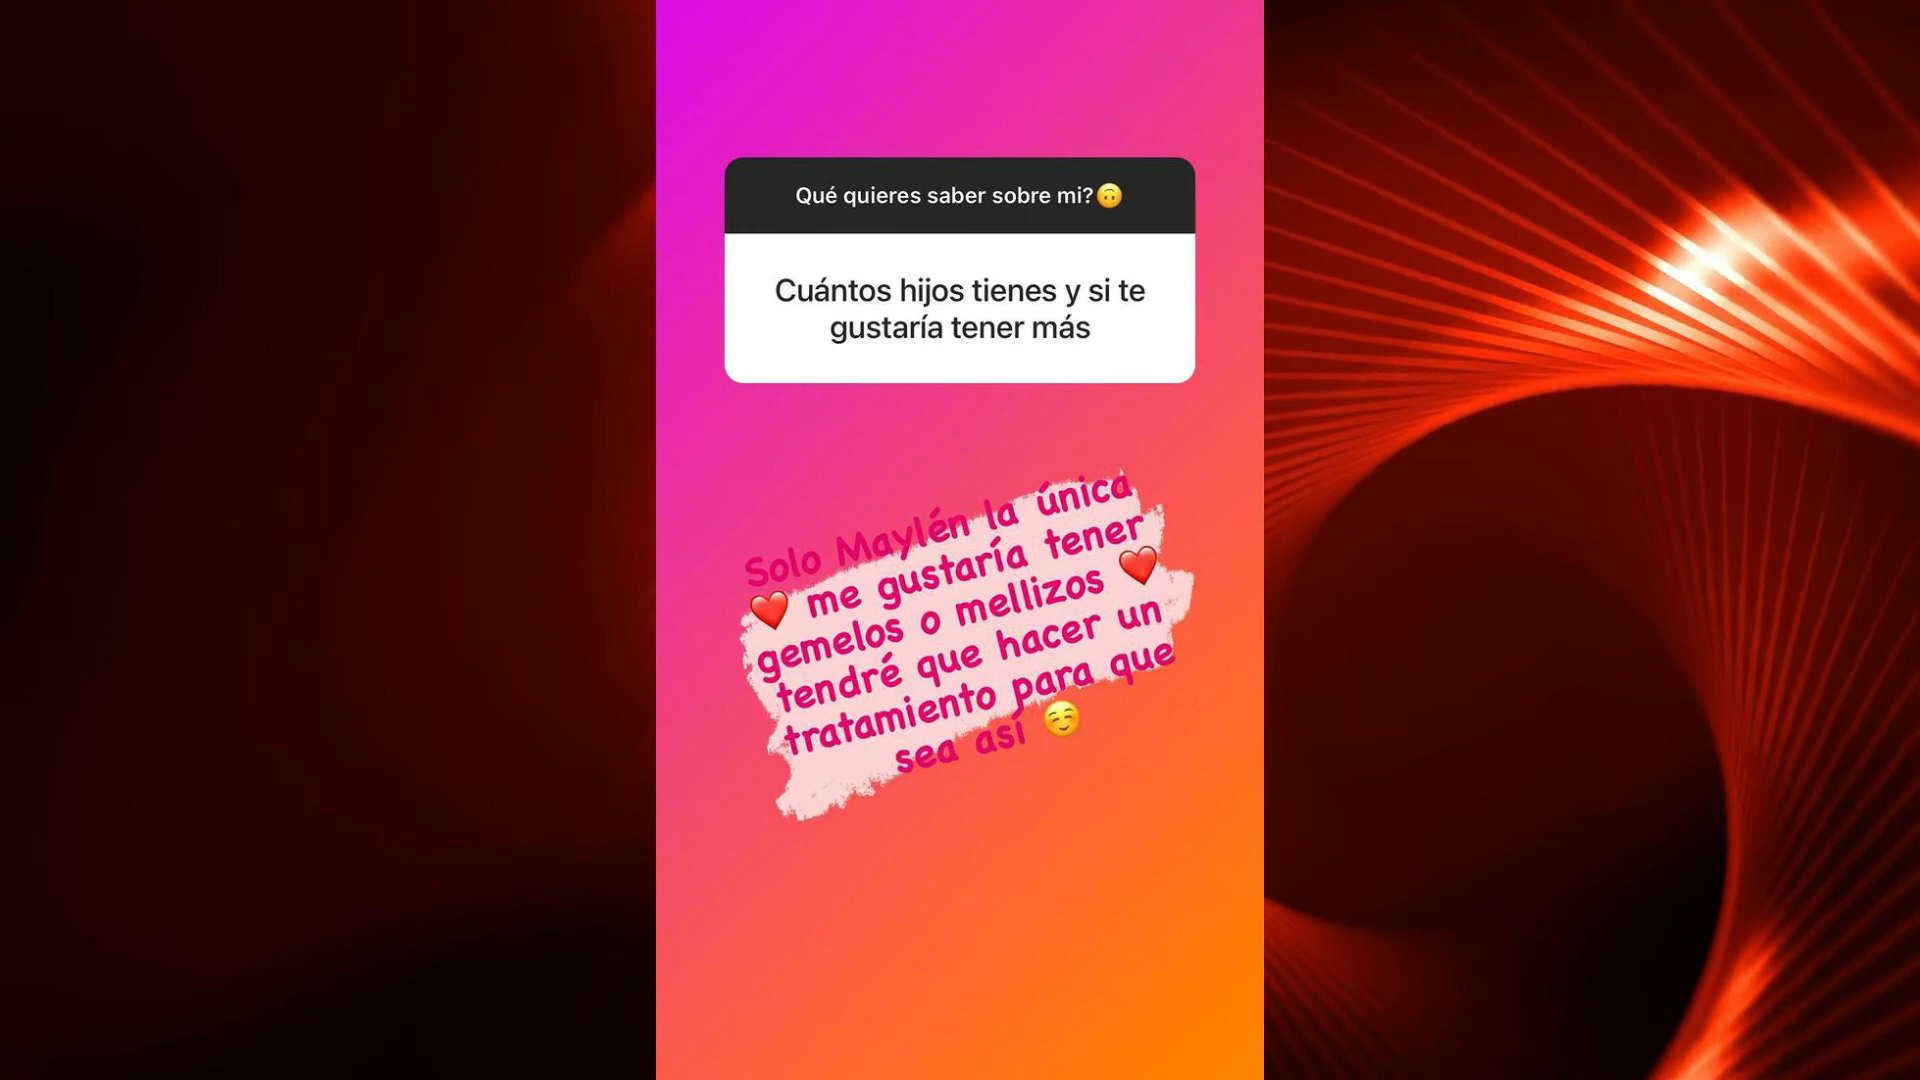 Qué quieres saber sobre mi?🙃
Cuántos hijos tienes y si te
gustaría tener más
Solo Maylén la única
❤️ me gustaría tener
gemelos o mellizos ❤️
tendré que hacer un
tratamiento para que
sea así ☺️